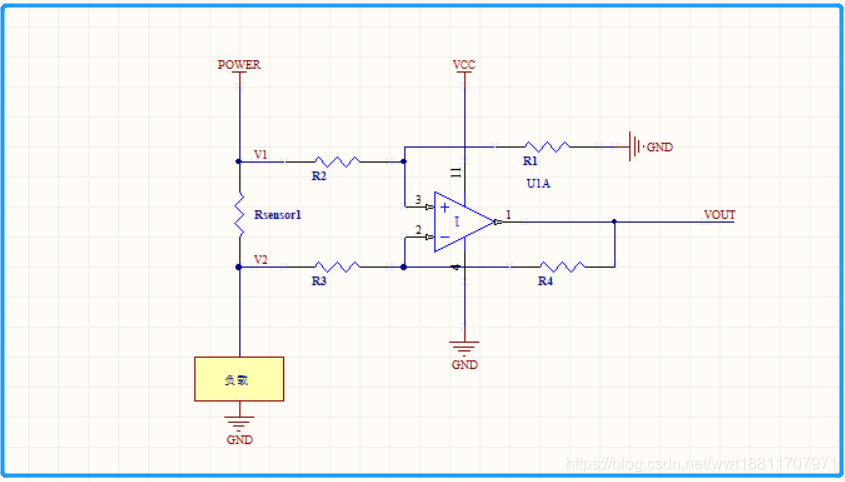 POWER
VCC
V1
R2
R1
GND
11
U1A
3
1
1
VOUT
2
Rsensor1
V2
R3
4
R4
GND
负载
GND
https://blog.csdn.net/wwt18811707971